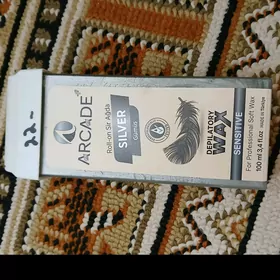 22-
ARCADE
Roll-on Sir Ağda
SILVER
Gümüş
DEPILATORY
WAX
SENSITIVE
For Professional Soft Wax
100 ml 3,4 fl.oz